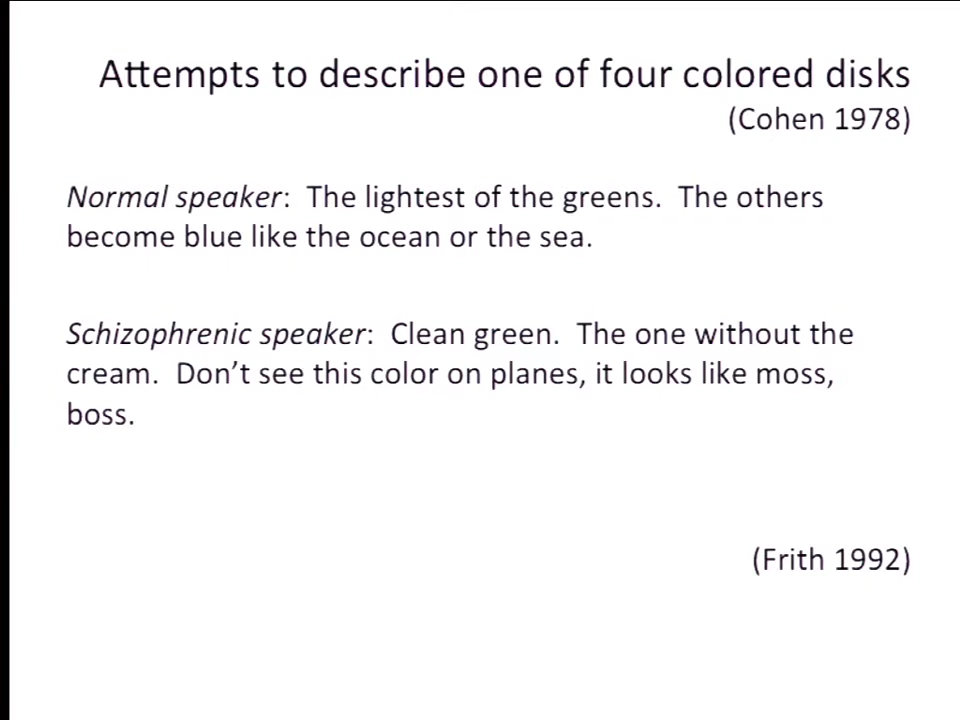 Attempts to describe one of four colored disks
(Cohen 1978)
Normal speaker: The lightest of the greens. The others
become blue like the ocean or the sea.
Schizophrenic speaker: Clean green. The one without the
cream. Don’t see this color on planes, it looks like moss,
boss.
(Frith 1992)